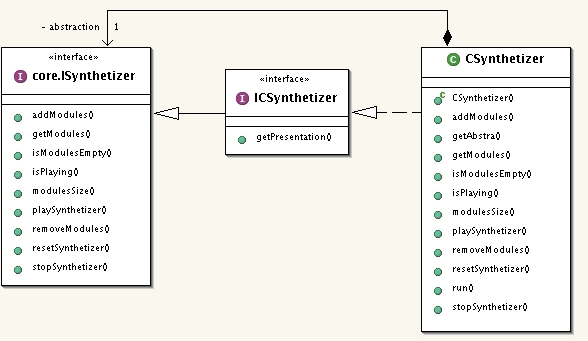 - abstraction 1
«interface»
I core.ISynthetizer
addModules()
getModules()
isModulesEmpty()
isPlaying()
modulesSize()
playSynthetizer()
removeModules()
resetSynthetizer()
stopSynthetizer()
«interface»
I ICSynthetizer
getPresentation()
C CSynthetizer
C CSynthetizer()
addModules()
getAbstra()
getModules()
isModulesEmpty()
isPlaying()
modulesSize()
playSynthetizer()
removeModules()
resetSynthetizer()
run()
stopSynthetizer()